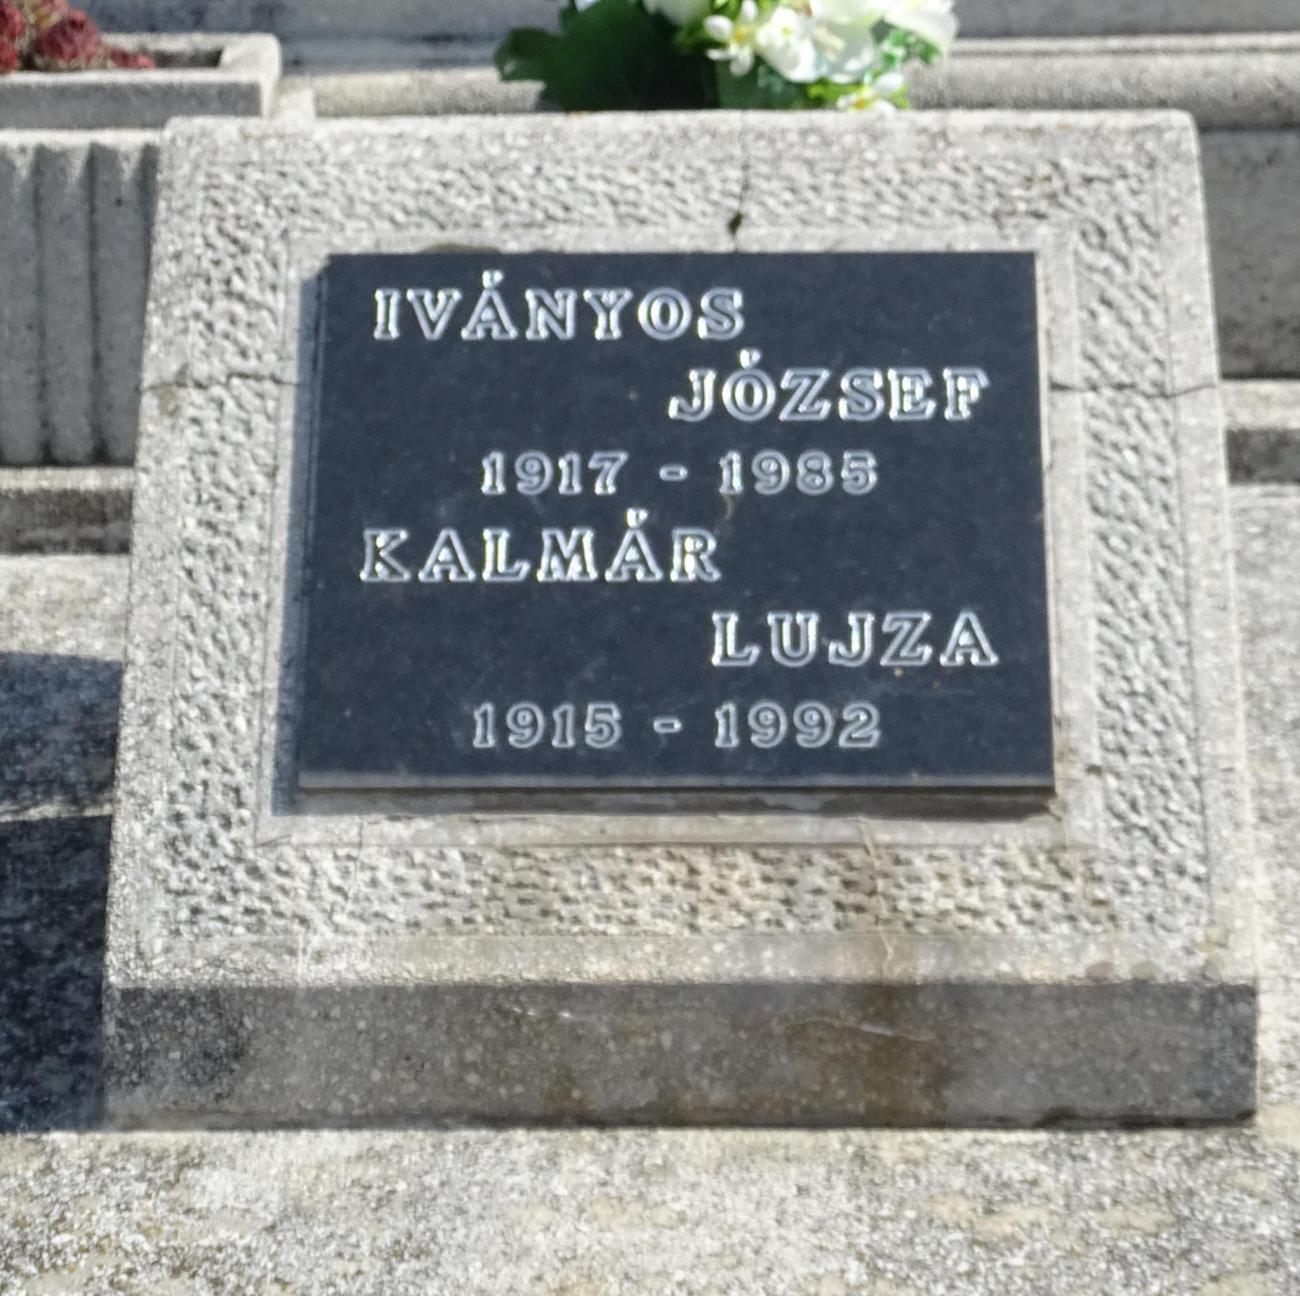 IVÁNYOS
JÓZSEF
1917 - 1985
KALMÁR
LUJZA
1915 - 1992